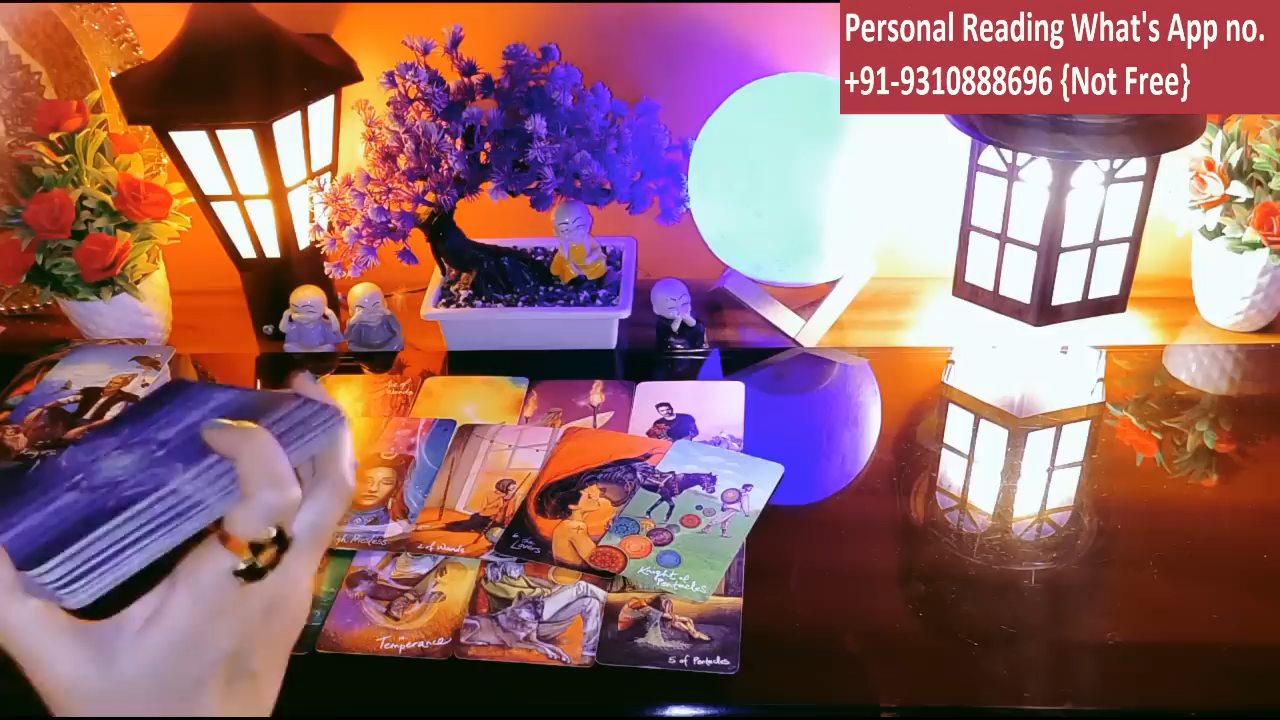 Personal Reading What's App no.
+91-9310888696 {Not Free}
2 of Wands
Lovers
Knight of
Pentacles
Temperance
5 of Pentacles